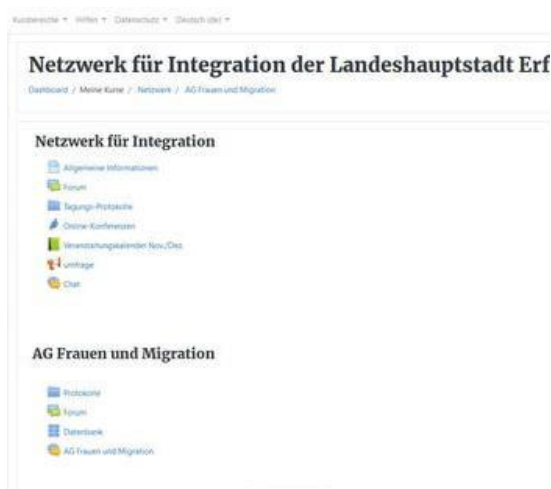 Kursbereiche Hilfen Datenschutz Deutsch (de)
Netzwerk für Integration der Landeshauptstadt Erf
Dashboard / Meine Kurse / Netzwerk / AG Frauen und Migration
Netzwerk für Integration
Allgemeine Informationen
Forum
Tagungs-Protokolle
Online-Konferenzen
Veranstaltungskalender Nov./Dez.
umfrage
Chat
AG Frauen und Migration
Protokolle
Forum
Datenbank
AG Frauen und Migration